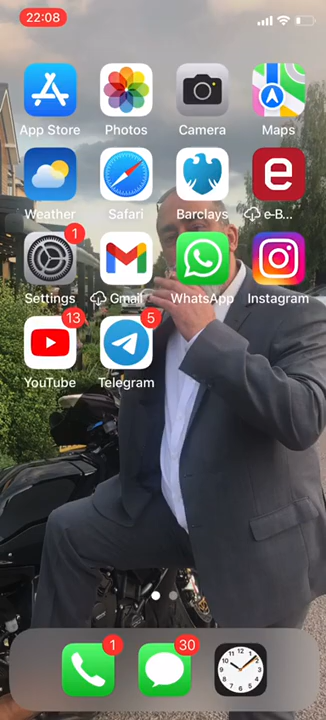 22:08
App Store
Photos
Camera
Maps
Weather
Safari
Barclays
e-B...
1
Settings
Gmail
WhatsApp
Instagram
13
YouTube
5
Telegram
1
30